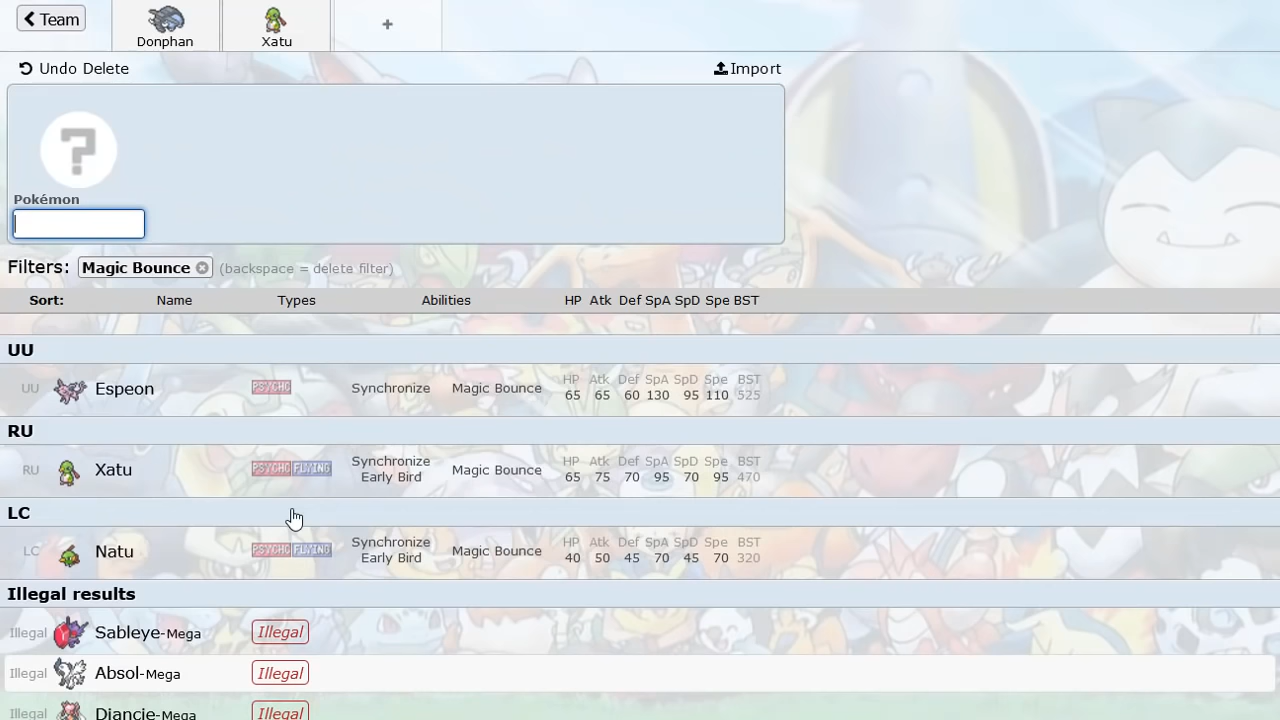 Team
Donphan
Xatu
+
Undo Delete
Import
?
Pokémon
Filters: Magic Bounce (backspace = delete filter)
Sort: Name Types Abilities HP Atk Def SpA SpD Spe BST
UU
UU Espeon PSYCHC Synchronize Magic Bounce HP 65 Atk 65 Def 60 SpA 130 SpD 95 Spe 110 BST 525
RU
RU Xatu PSYCHC FLYING Synchronize Early Bird Magic Bounce HP 65 Atk 75 Def 70 SpA 95 SpD 70 Spe 95 BST 470
LC
LC Natu PSYCHC FLYING Synchronize Early Bird Magic Bounce HP 40 Atk 50 Def 45 SpA 70 SpD 45 Spe 70 BST 320
Illegal results
Illegal Sableye-Mega Illegal
Illegal Absol-Mega Illegal
Illegal Diancie-Mega Illegal